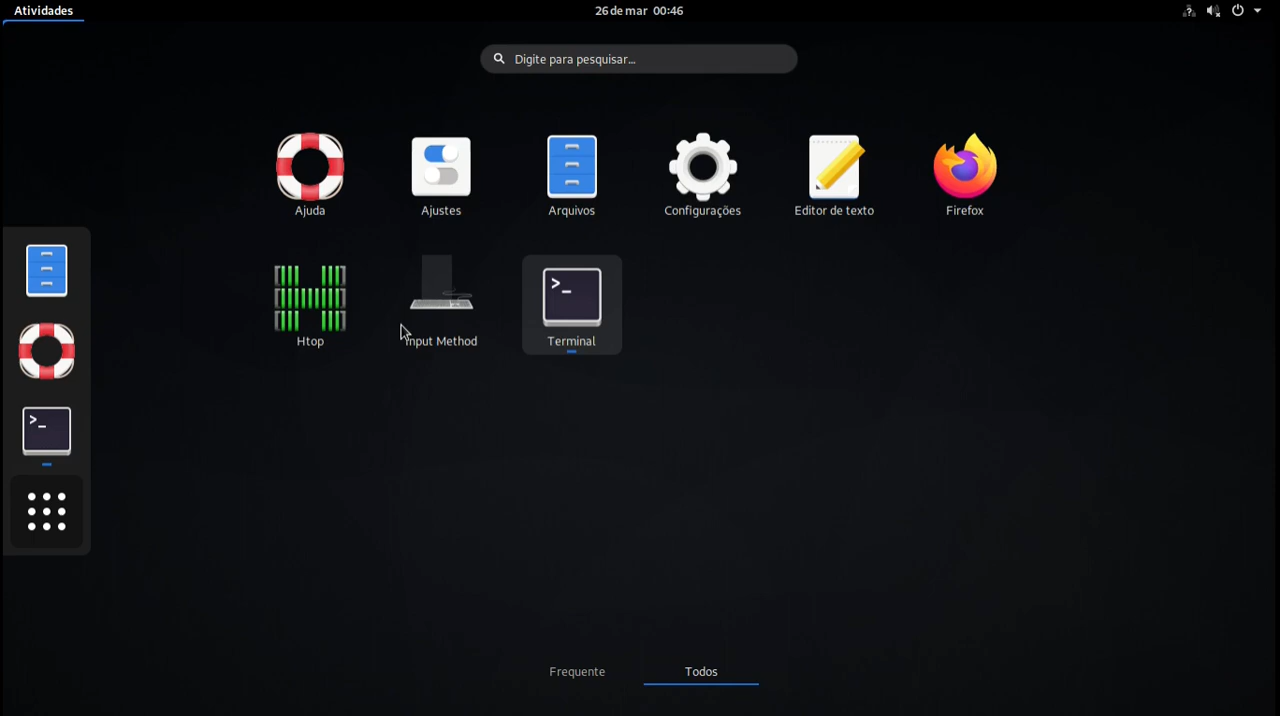 Atividades
26 de mar 00:46
Digite para pesquisar...
Ajuda
Ajustes
Arquivos
Configurações
Editor de texto
Firefox
Htop
Input Method
Terminal
Frequente
Todos